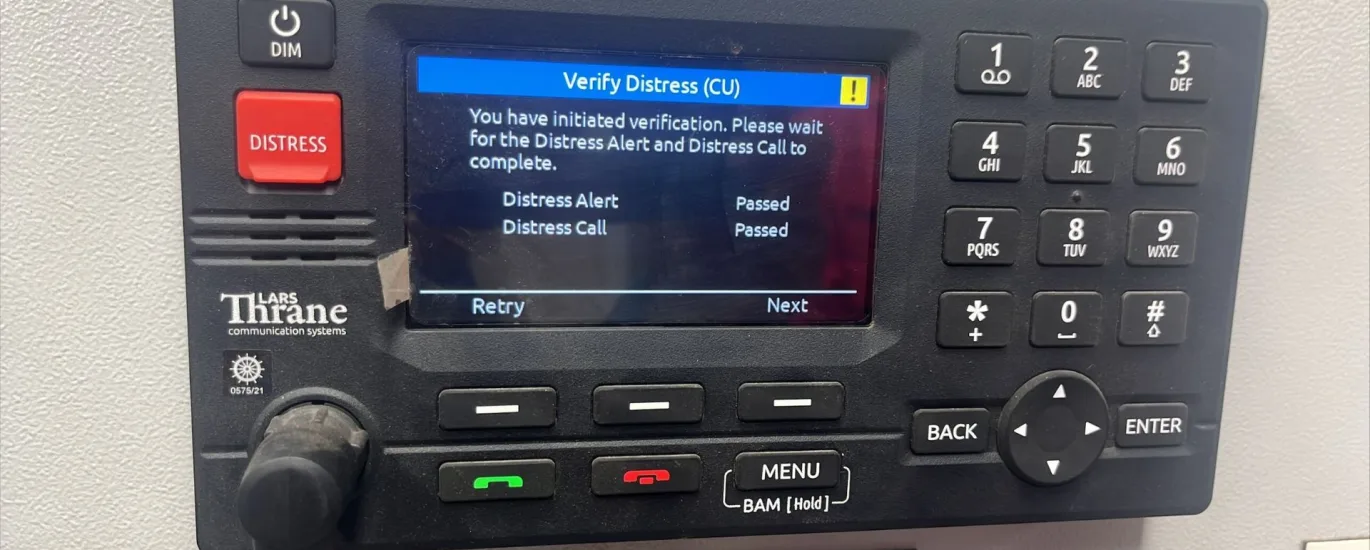 DIM
DISTRESS
LARS
Thrane
communication systems
0575/21
Verify Distress (CU)
!
You have initiated verification. Please wait
for the Distress Alert and Distress Call to
complete.
Distress Alert Passed
Distress Call Passed
Retry Next
1
2 ABC
3 DEF
4 GHI
5 JKL
6 MNO
7 PQRS
8 TUV
9 WXYZ
* +
0
#
BACK
ENTER
MENU
BAM [Hold]